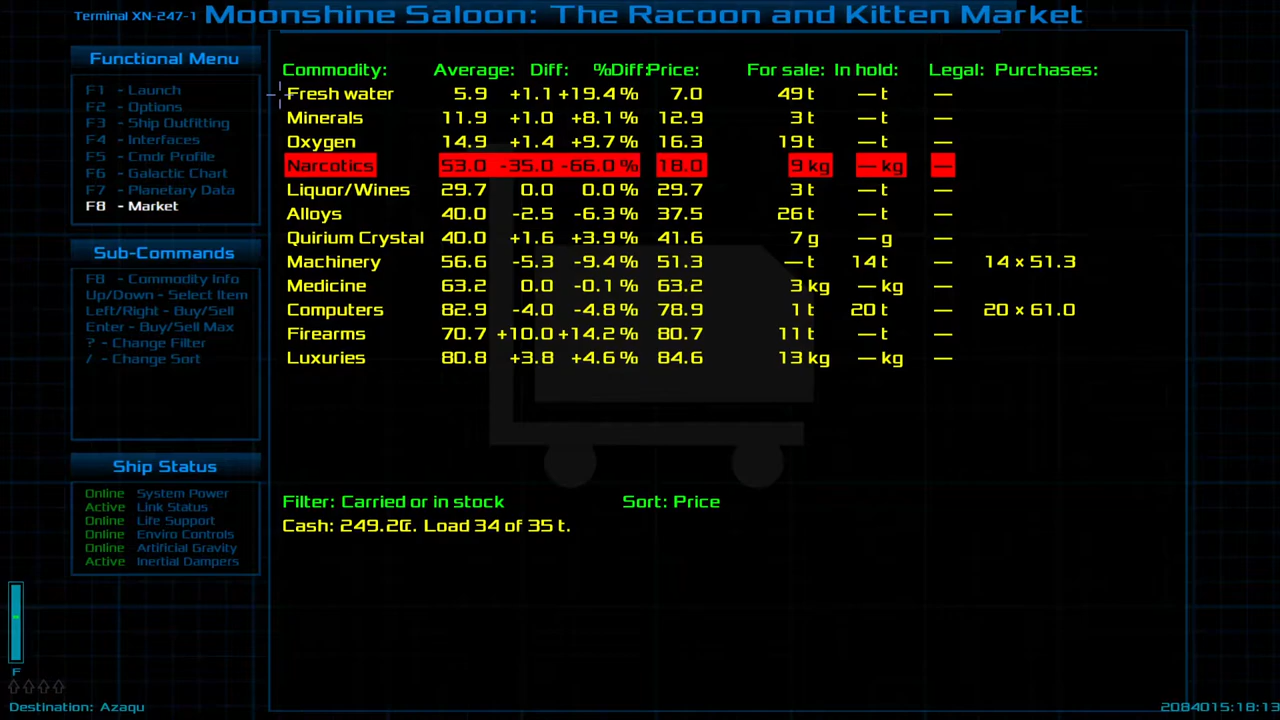 Terminal XN-247-1
Moonshine Saloon: The Racoon and Kitten Market
Functional Menu
F1 - Launch
F2 - Options
F3 - Ship Outfitting
F4 - Interfaces
F5 - Cmdr Profile
F6 - Galactic Chart
F7 - Planetary Data
F8 - Market
Sub-Commands
F8 - Commodity Info
Up/Down - Select Item
Left/Right - Buy/Sell
Enter - Buy/Sell Max
? - Change Filter
/ - Change Sort
Ship Status
Online System Power
Active Link Status
Online Life Support
Online Enviro Controls
Online Artificial Gravity
Active Inertial Dampers
Commodity: Average: Diff: %Diff: Price: For sale: In hold: Legal: Purchases:
Fresh water 5.9 +1.1 +19.4 % 7.0 49 t — t —
Minerals 11.9 +1.0 +8.1 % 12.9 3 t — t —
Oxygen 14.9 +1.4 +9.7 % 16.3 19 t — t —
Narcotics 53.0 -35.0 -66.0 % 18.0 9 kg — kg —
Liquor/Wines 29.7 0.0 0.0 % 29.7 3 t — t —
Alloys 40.0 -2.5 -6.3 % 37.5 26 t — t —
Quirium Crystal 40.0 +1.6 +3.9 % 41.6 7 g — g —
Machinery 56.6 -5.3 -9.4 % 51.3 — t 14 t — 14 × 51.3
Medicine 63.2 0.0 -0.1 % 63.2 3 kg — kg —
Computers 82.9 -4.0 -4.8 % 78.9 1 t 20 t — 20 × 61.0
Firearms 70.7 +10.0 +14.2 % 80.7 11 t — t —
Luxuries 80.8 +3.8 +4.6 % 84.6 13 kg — kg —
Filter: Carried or in stock Sort: Price
Cash: 249.2₢. Load 34 of 35 t.
F
Destination: Azaqu
2084015:18:13